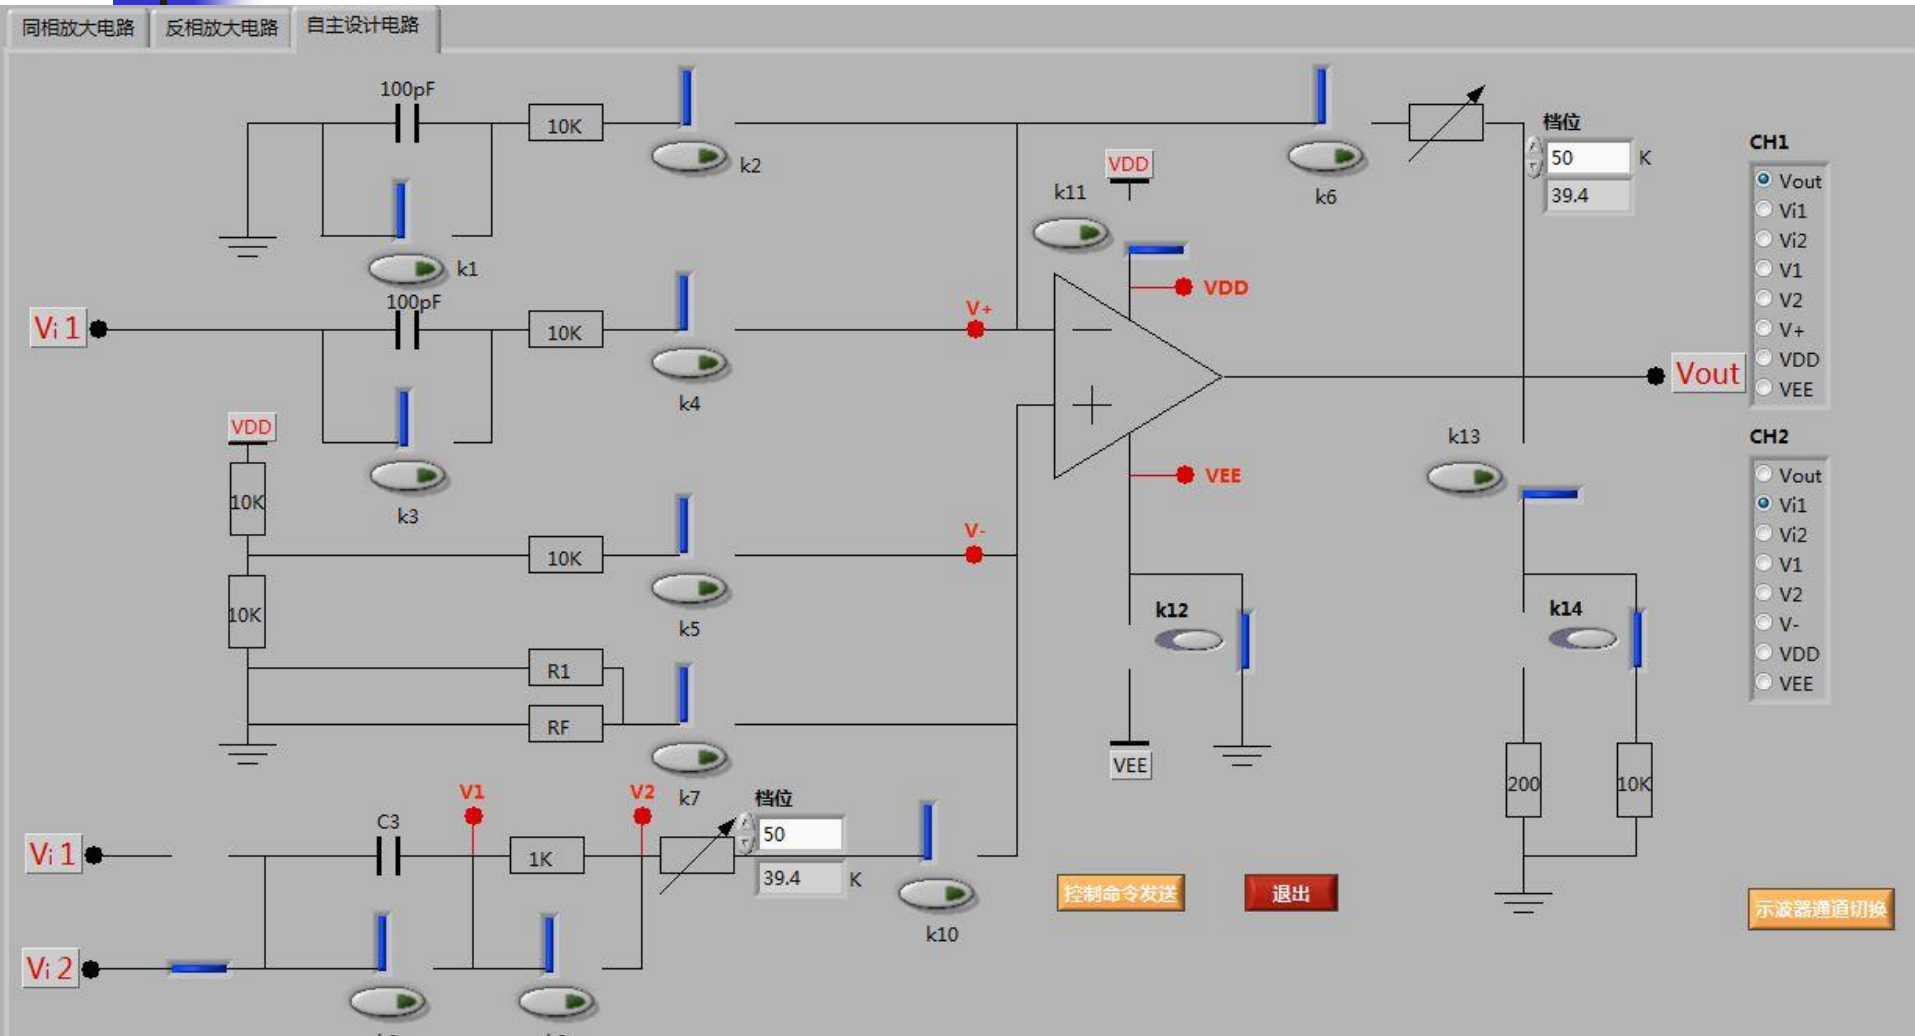 同相放大电路 反相放大电路 自主设计电路
100pF
10K
k2
k1
k6
档位
50 K
39.4
VDD
k11
VDD
Vi 1
100pF
10K
k4
k3
V+
Vout
k13
VDD
10K
10K
10K
k5
V-
VEE
k12
VEE
k14
200
10K
R1
RF
k7
Vi 1
C3
V1
1K
V2
档位
50
39.4 K
k10
Vi 2
控制命令发送
退出
CH1
Vout
Vi1
Vi2
V1
V2
V+
VDD
VEE
CH2
Vout
Vi1
Vi2
V1
V2
V-
VDD
VEE
示波器通道切换